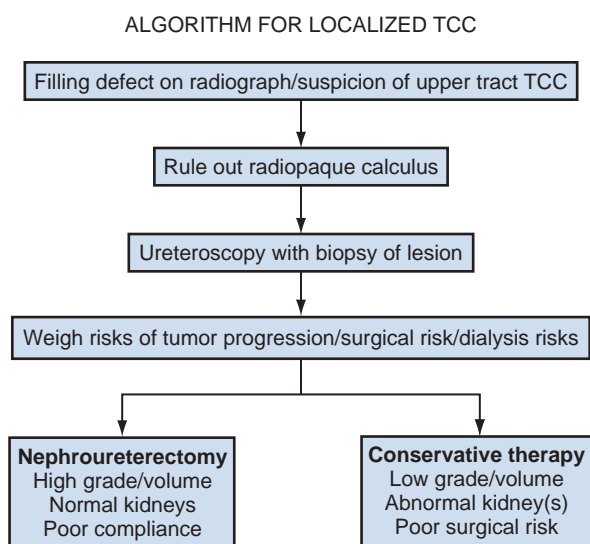 ALGORITHM FOR LOCALIZED TCC
Filling defect on radiograph/suspicion of upper tract TCC
Rule out radiopaque calculus
Ureteroscopy with biopsy of lesion
Weigh risks of tumor progression/surgical risk/dialysis risks
Nephroureterectomy
High grade/volume
Normal kidneys
Poor compliance
Conservative therapy
Low grade/volume
Abnormal kidney(s)
Poor surgical risk